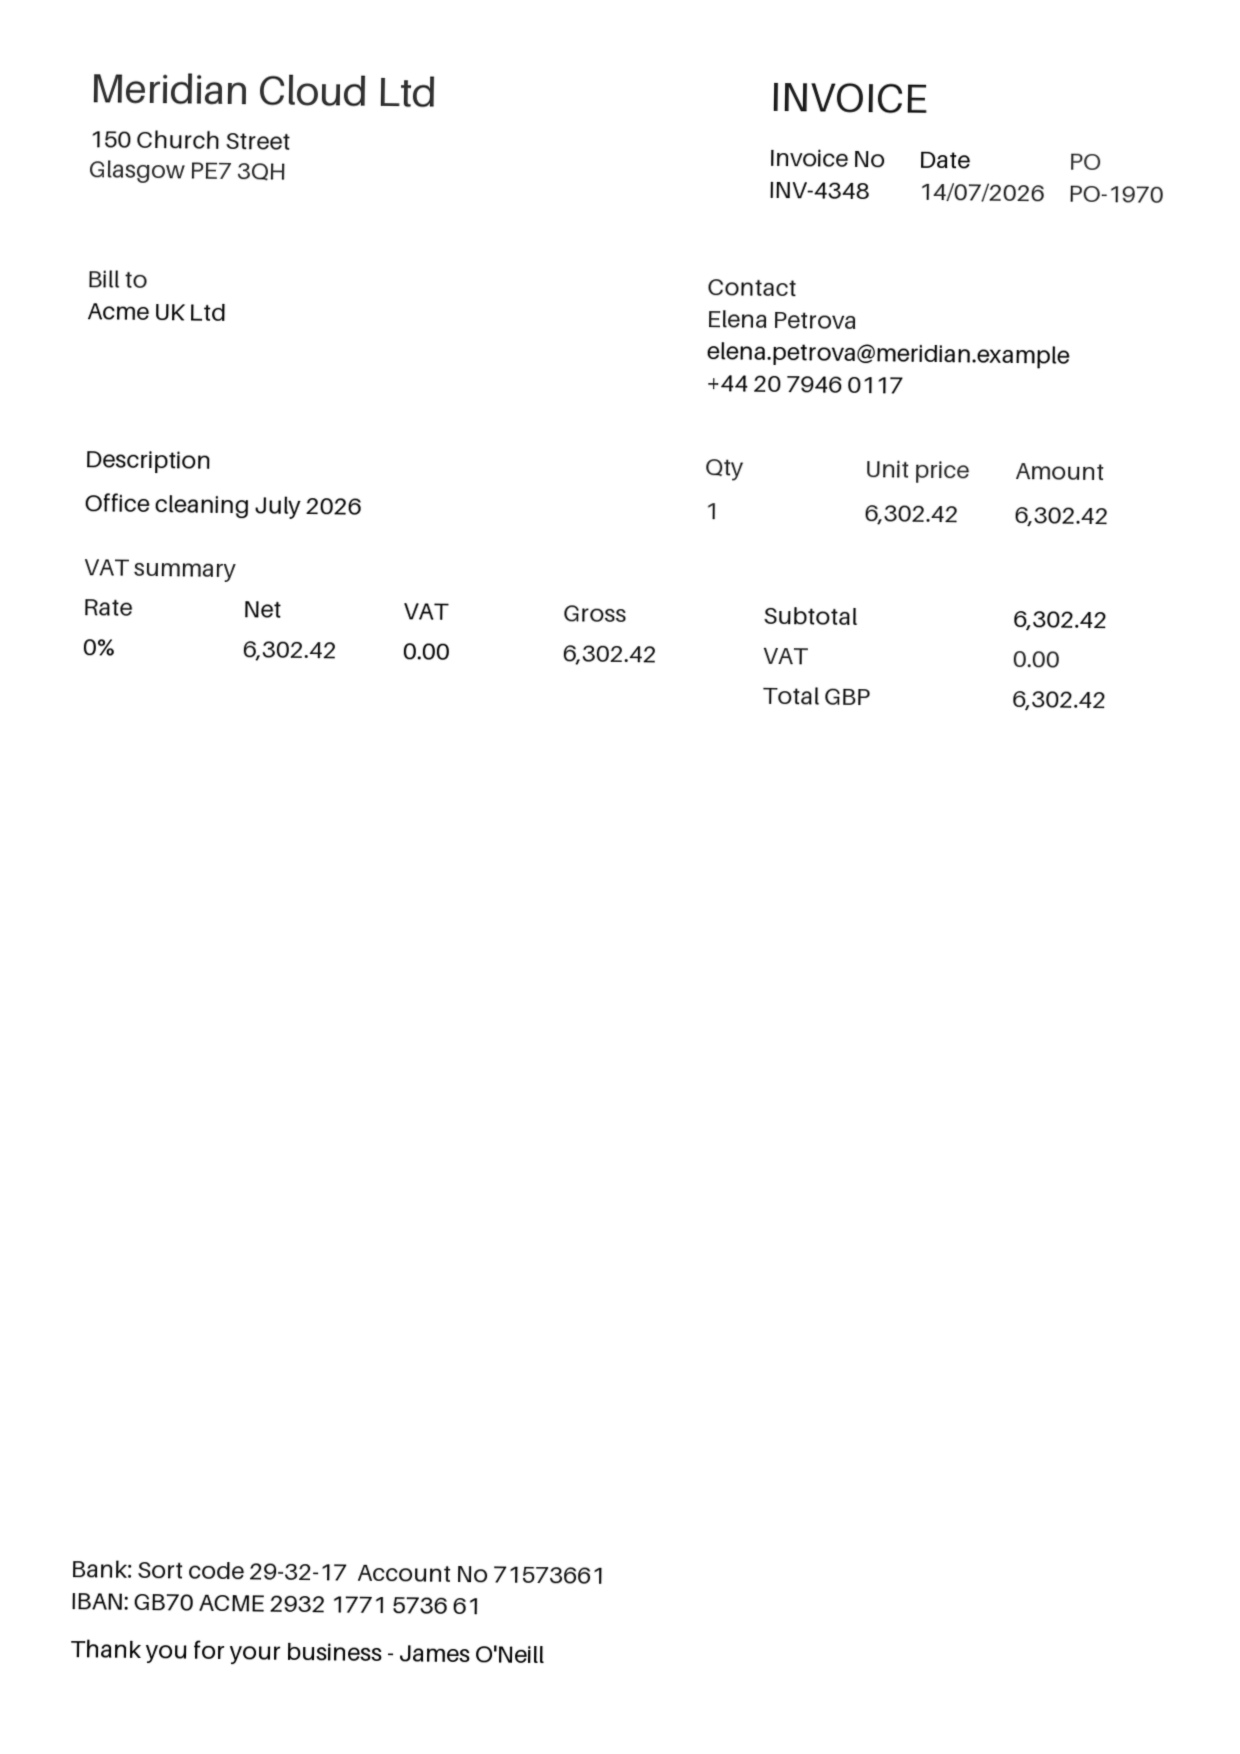 Meridian Cloud Ltd
150 Church Street
Glasgow PE7 3QH
INVOICE
Invoice No Date PO
INV-4348 14/07/2026 PO-1970
Bill to
Acme UK Ltd
Contact
Elena Petrova
elena.petrova@meridian.example
+44 20 7946 0117
Description Qty Unit price Amount
Office cleaning July 2026 1 6,302.42 6,302.42
VAT summary
Rate Net VAT Gross
0% 6,302.42 0.00 6,302.42
Subtotal 6,302.42
VAT 0.00
Total GBP 6,302.42
Bank: Sort code 29-32-17 Account No 71573661
IBAN: GB70 ACME 2932 1771 5736 61
Thank you for your business - James O'Neill